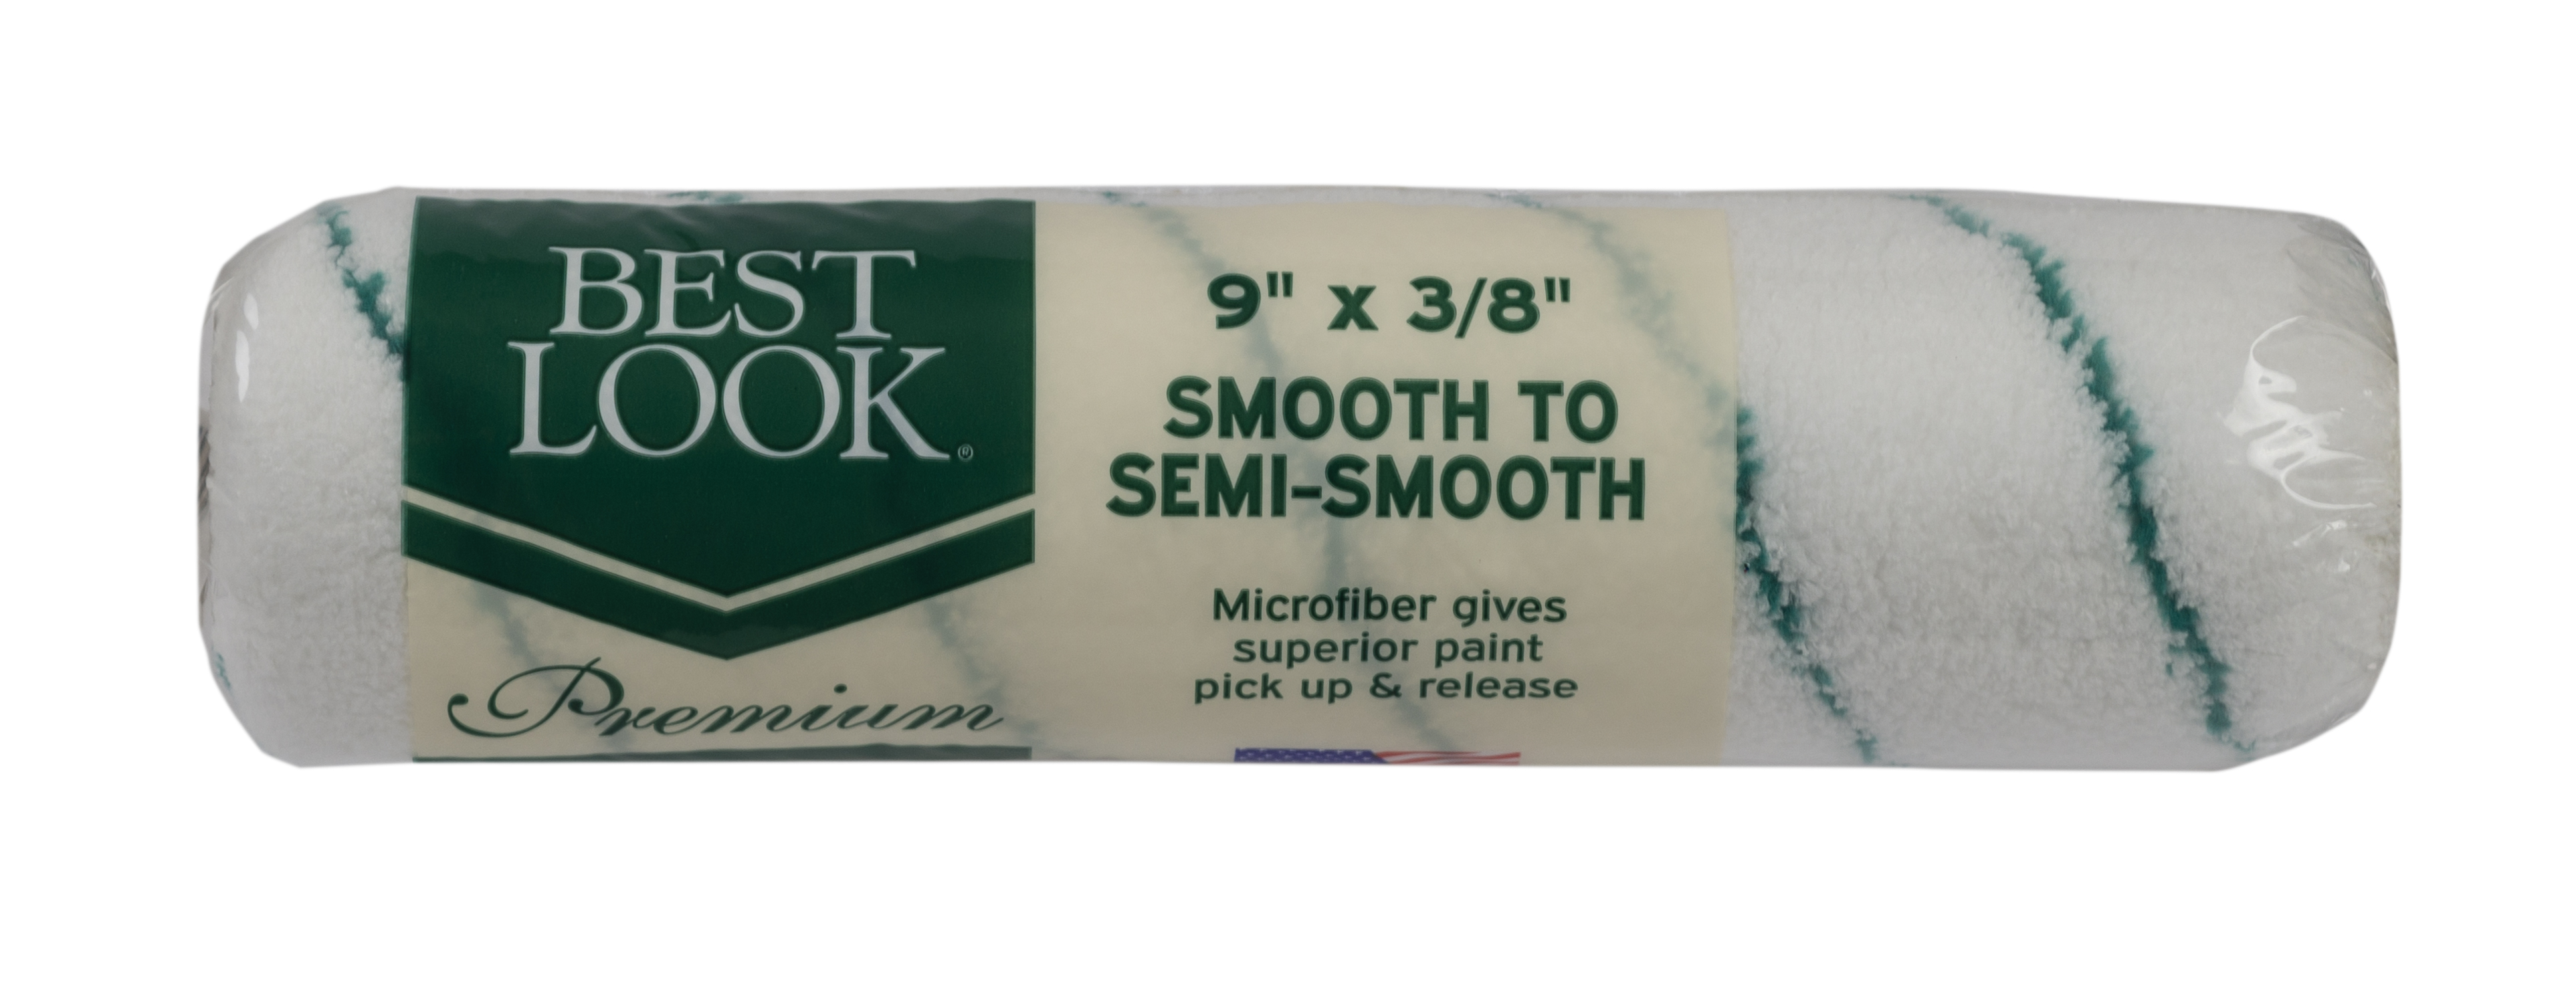 BEST
LOOK®
Premium
9" x 3/8"
SMOOTH TO
SEMI-SMOOTH
Microfiber gives
superior paint
pick up & release